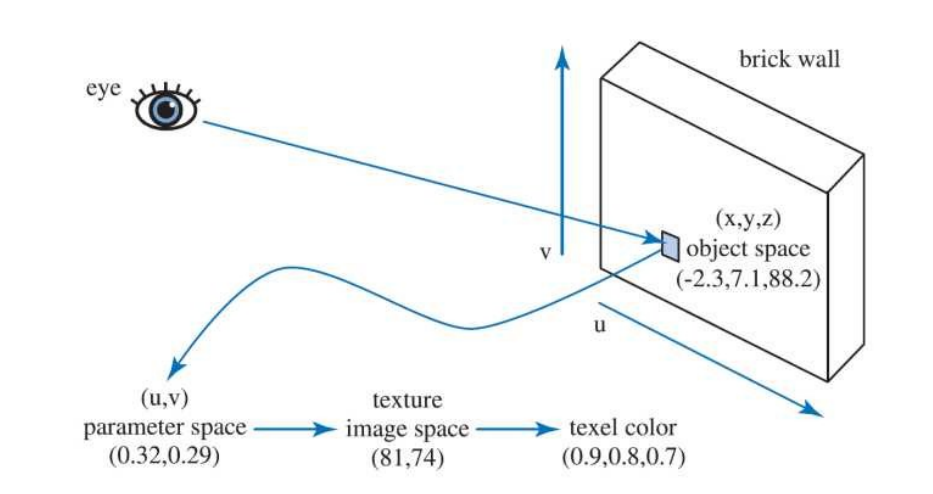 eye
brick wall
(x,y,z)
object space
(-2.3,7.1,88.2)
v
u
(u,v)
parameter space
(0.32,0.29)
texture
image space
(81,74)
texel color
(0.9,0.8,0.7)